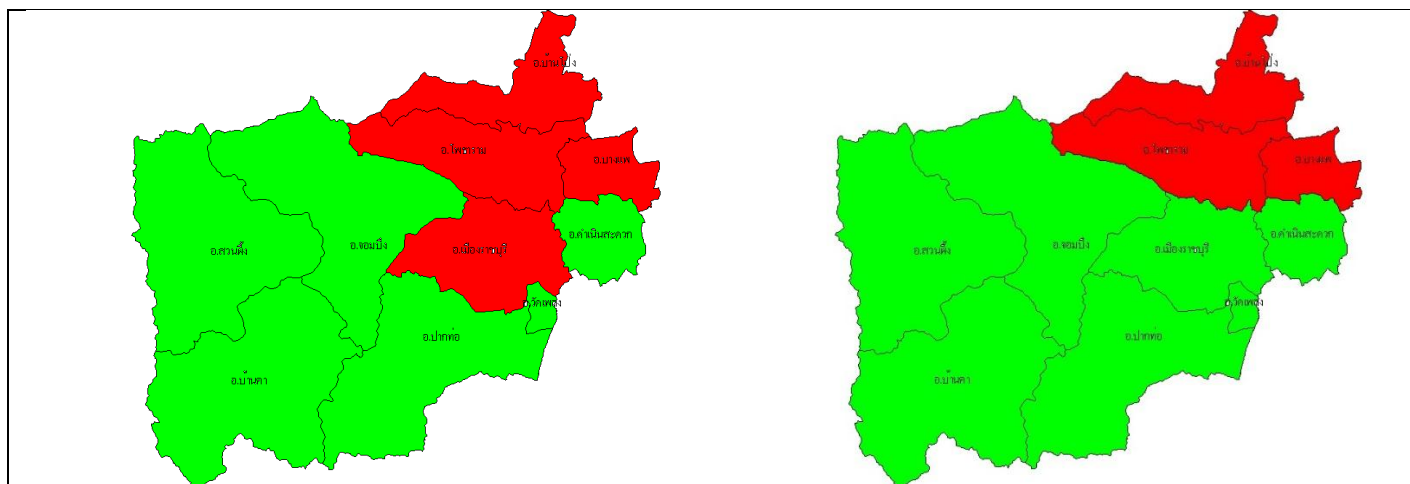 อ.บ้านโป่ง
อ.โพธาราม
อ.บางแพ
อ.ดำเนินสะดวก
อ.เมืองราชบุรี
อ.จอมบึง
อ.สวนผึ้ง
อ.วัดเพลง
อ.ปากท่อ
อ.บ้านคา
อ.บ้านโป่ง
อ.โพธาราม
อ.บางแพ
อ.ดำเนินสะดวก
อ.เมืองราชบุรี
อ.จอมบึง
อ.สวนผึ้ง
อ.วัดเพลง
อ.ปากท่อ
อ.บ้านคา